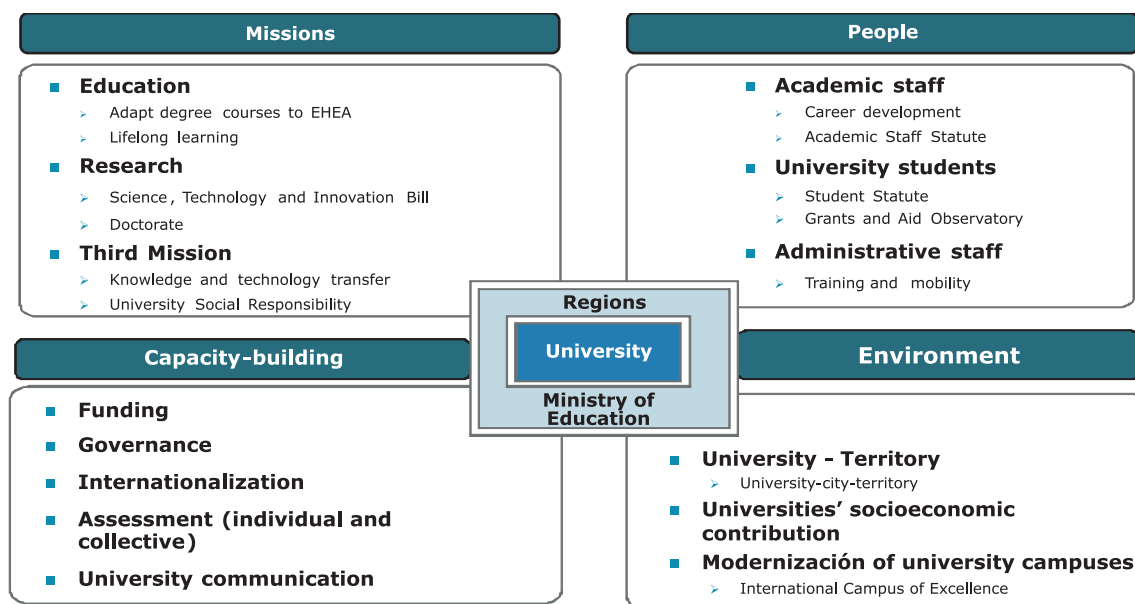 Missions
Education
Adapt degree courses to EHEA
Lifelong learning
Research
Science, Technology and Innovation Bill
Doctorate
Third Mission
Knowledge and technology transfer
University Social Responsibility
People
Academic staff
Career development
Academic Staff Statute
University students
Student Statute
Grants and Aid Observatory
Administrative staff
Training and mobility
Regions
University
Ministry of
Education
Capacity-building
Funding
Governance
Internationalization
Assessment (individual and
collective)
University communication
Environment
University - Territory
University-city-territory
Universities’ socioeconomic
contribution
Modernización of university campuses
International Campus of Excellence